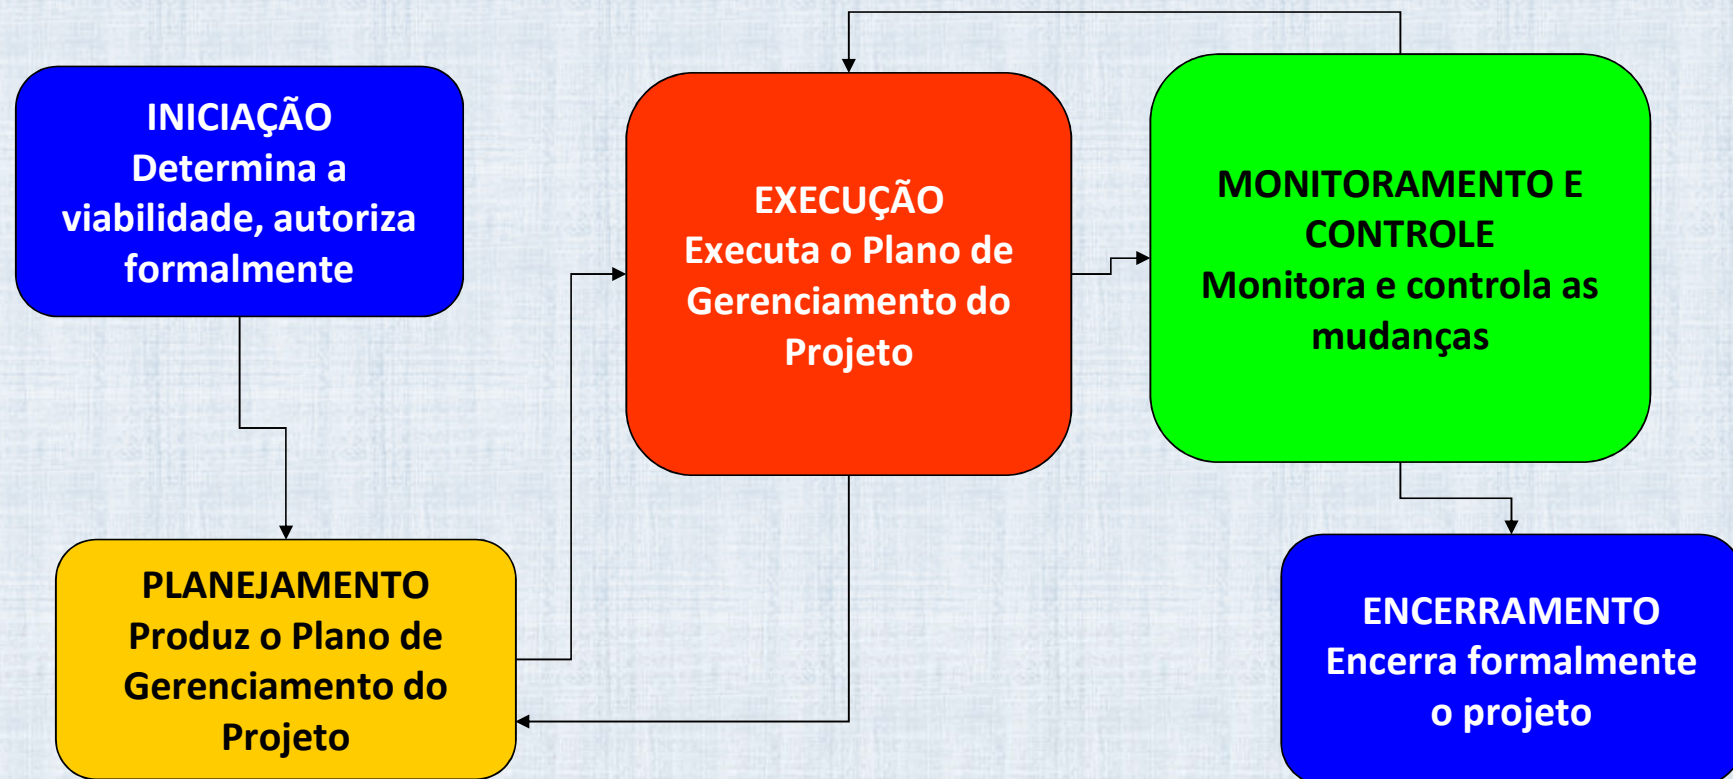 INICIAÇÃO
Determina a
viabilidade, autoriza
formalmente
PLANEJAMENTO
Produz o Plano de
Gerenciamento do
Projeto
EXECUÇÃO
Executa o Plano de
Gerenciamento do
Projeto
MONITORAMENTO E
CONTROLE
Monitora e controla as
mudanças
ENCERRAMENTO
Encerra formalmente
o projeto